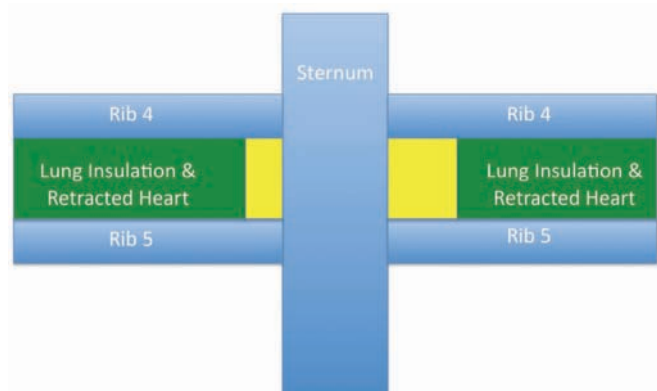 Sternum
Rib 4
Rib 4
Lung Insulation &
Retracted Heart
Lung Insulation &
Retracted Heart
Rib 5
Rib 5